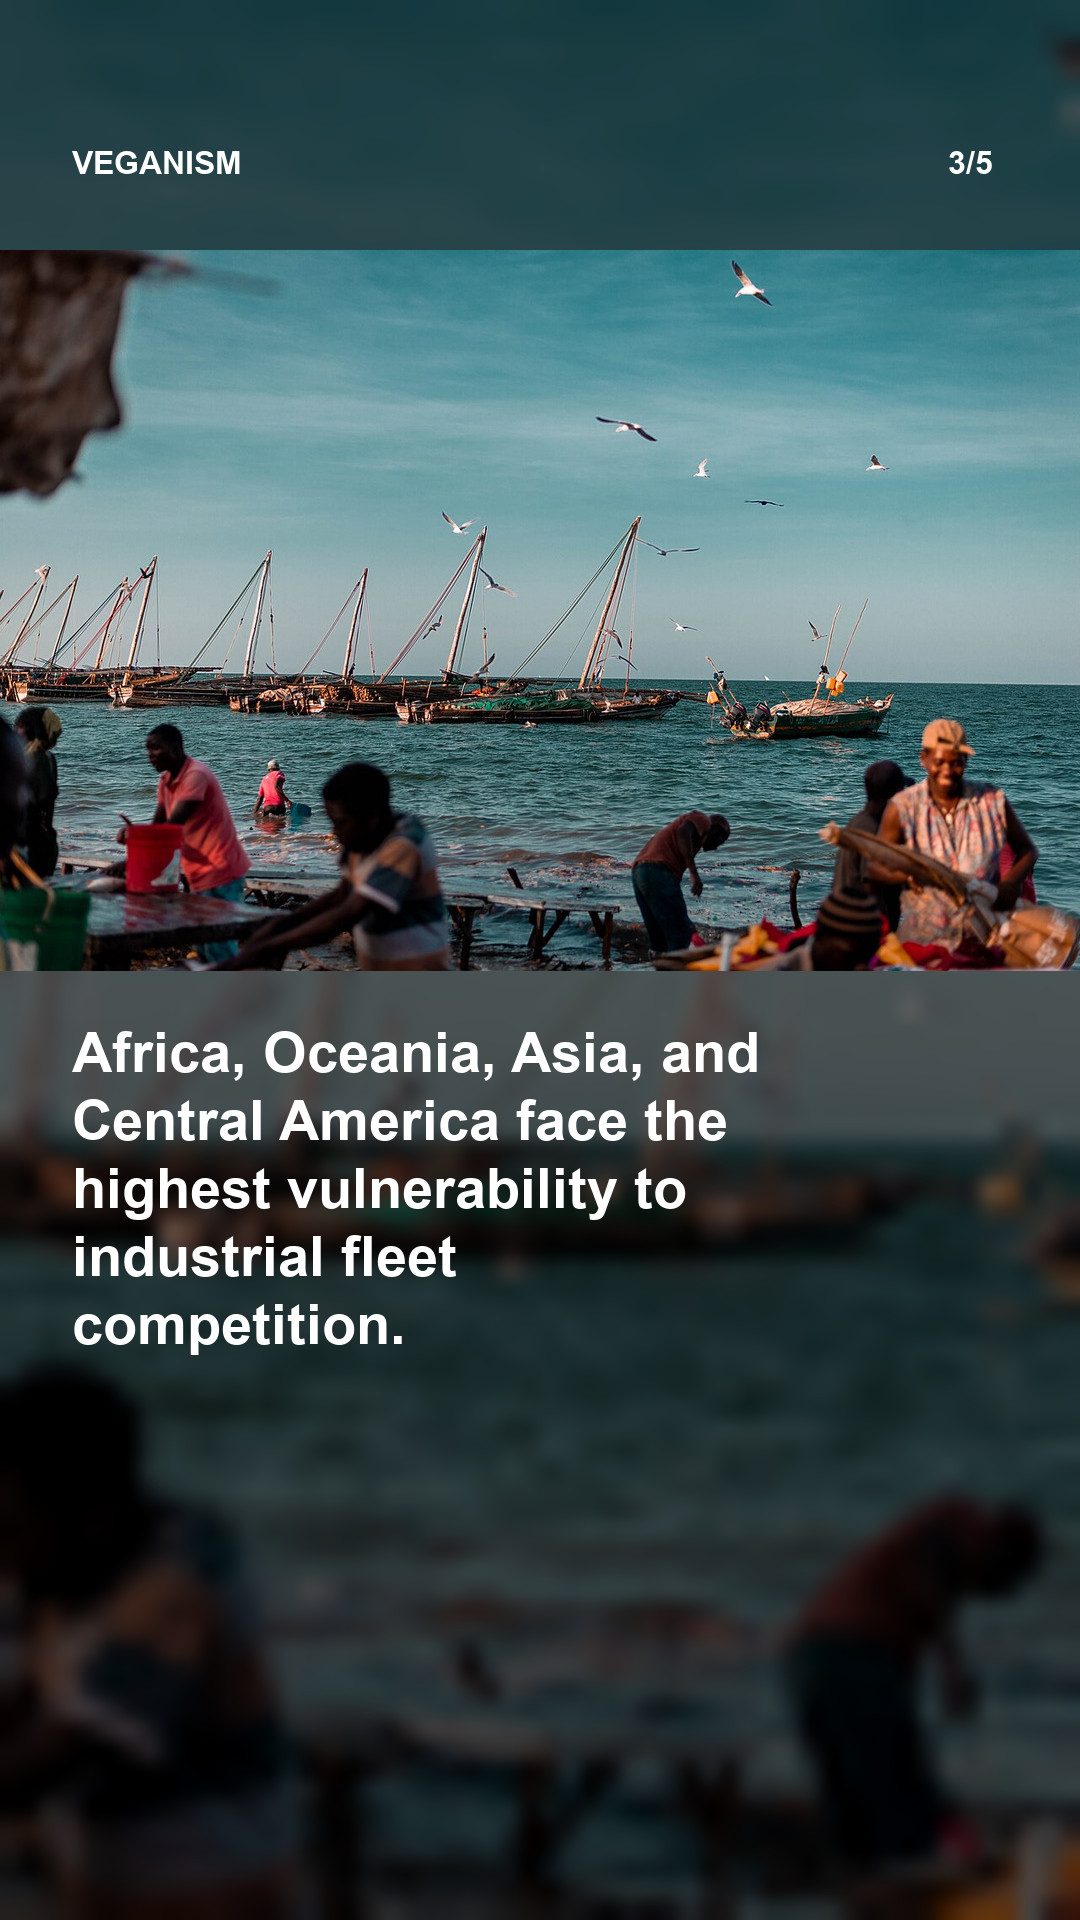 VEGANISM
3/5
Africa, Oceania, Asia, and
Central America face the
highest vulnerability to
industrial fleet
competition.